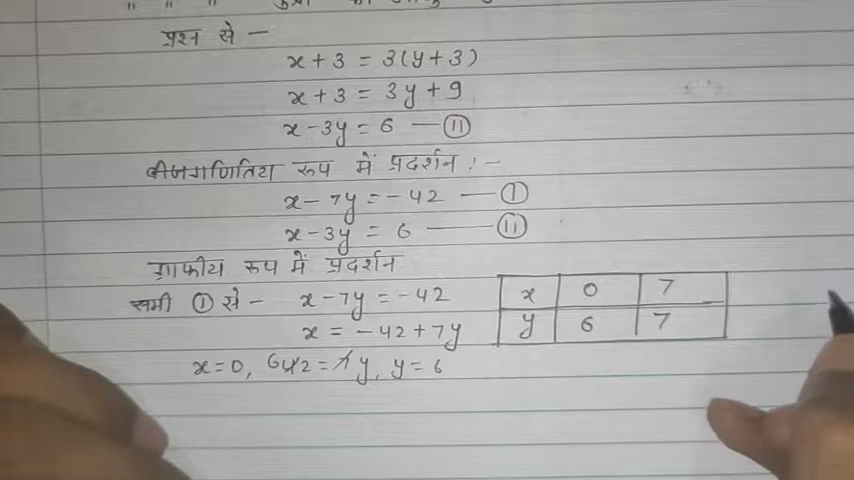 " " "
प्रश्न से —
x + 3 = 3(y + 3)
x + 3 = 3y + 9
x - 3y = 6 — (II)
बीजगणितिय रूप में प्रदर्शन :-
x - 7y = - 42 — (I)
x - 3y = 6 — (II)
ग्राफीय रूप में प्रदर्शन
समी (I) से - x - 7y = - 42
x = - 42 + 7y
x 0 7
y 6 7
x = 0, 6 42 = 7y, y = 6